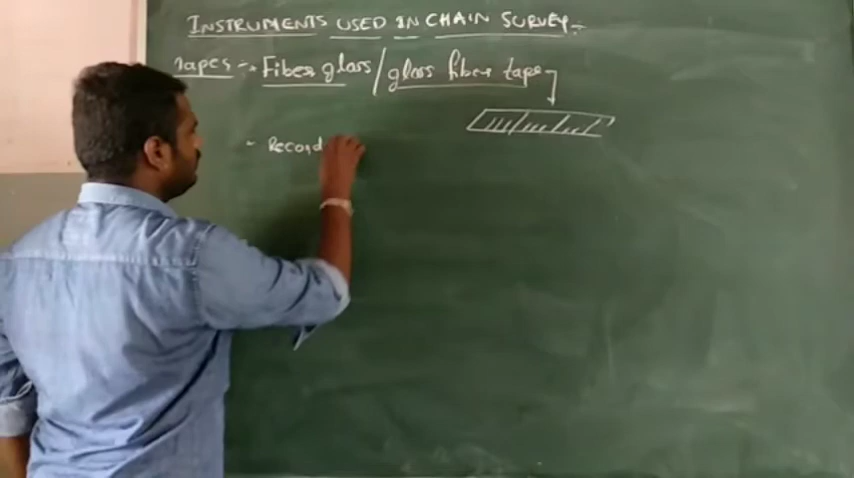 INSTRUMENTS USED IN CHAIN SURVEY :-
Tapes :- Fiber glass / glass fiber tape
- Record